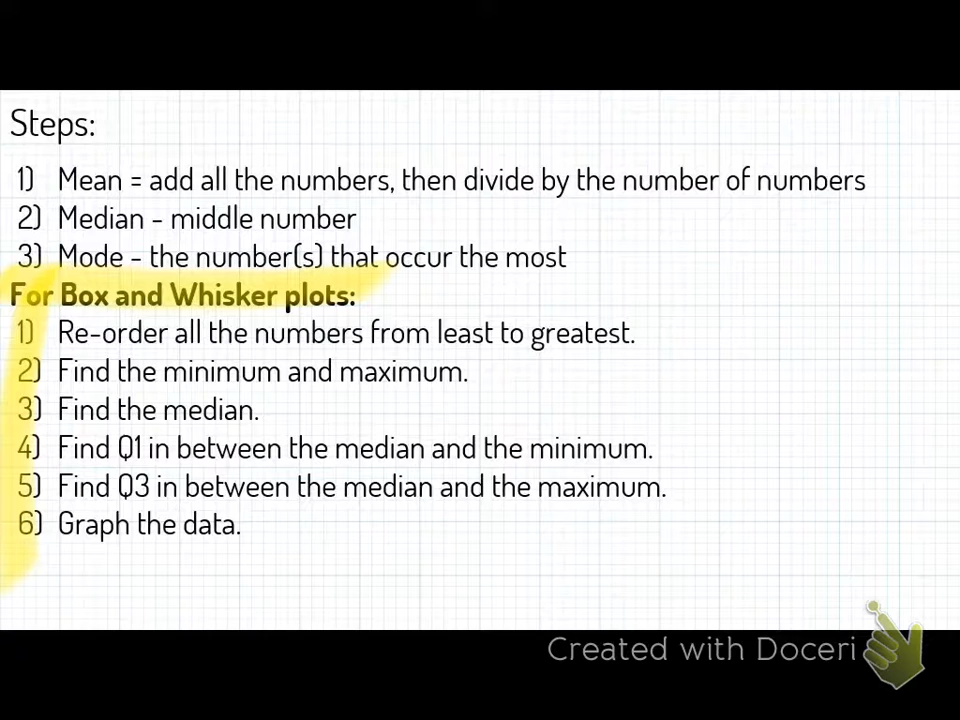 Steps:
1) Mean = add all the numbers, then divide by the number of numbers
2) Median - middle number
3) Mode - the number(s) that occur the most
For Box and Whisker plots:
1) Re-order all the numbers from least to greatest.
2) Find the minimum and maximum.
3) Find the median.
4) Find Q1 in between the median and the minimum.
5) Find Q3 in between the median and the maximum.
6) Graph the data.
Created with Doceri